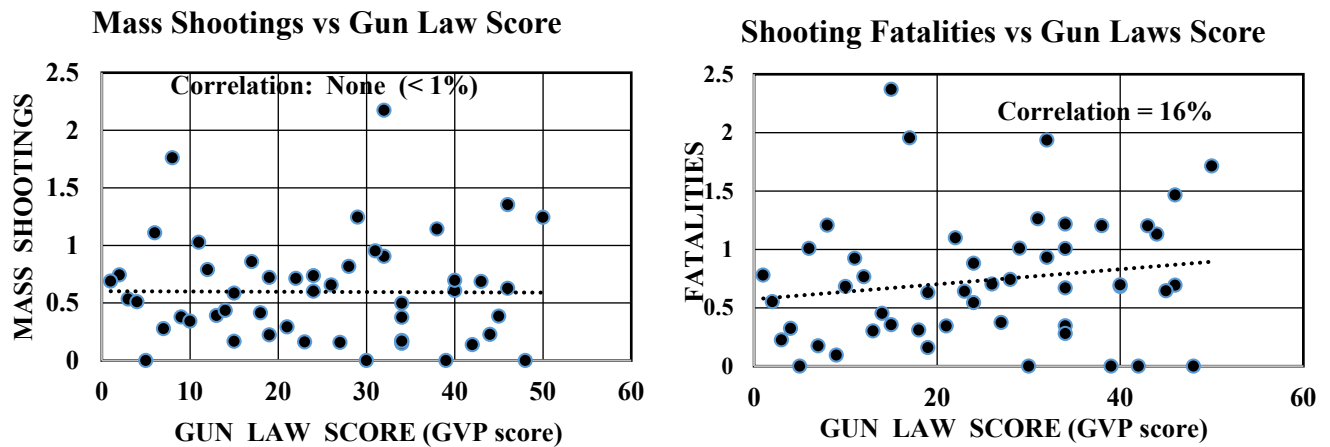 Mass Shootings vs Gun Law Score
Correlation: None (< 1%)
MASS SHOOTINGS
2.5
2
1.5
1
0.5
0
0 10 20 30 40 50 60
GUN LAW SCORE (GVP score)
Shooting Fatalities vs Gun Laws Score
Correlation = 16%
FATALITIES
2.5
2
1.5
1
0.5
0
0 20 40 60
GUN LAW SCORE (GVP score)